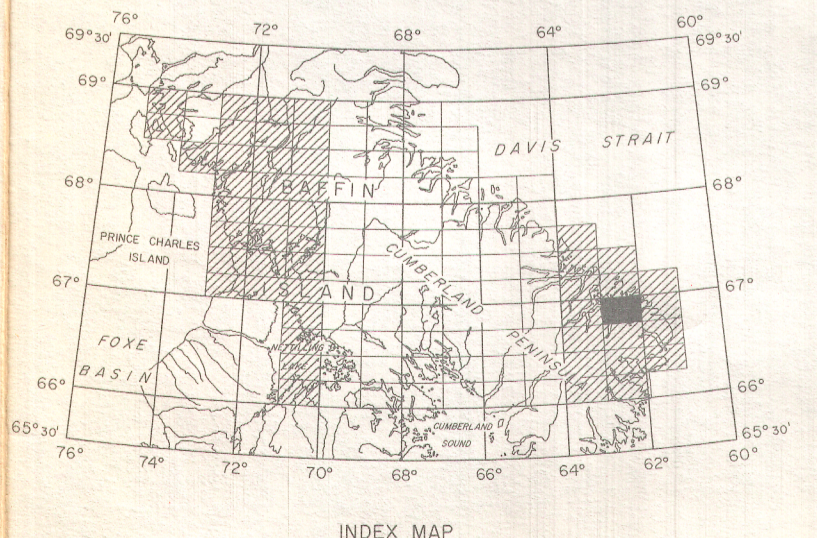 76° 72° 68° 64° 60°
69° 30' 69° 30'
69° 69°
DAVIS STRAIT
68° BAFFIN 68°
PRINCE CHARLES
ISLAND
CUMBERLAND
67° ISLAND 67°
PENINSULA
FOXE
BASIN
NETTILLING
LAKE
66° 66°
CUMBERLAND
SOUND
65° 30' 65° 30'
76° 74° 72° 70° 68° 66° 64° 62° 60°
INDEX MAP